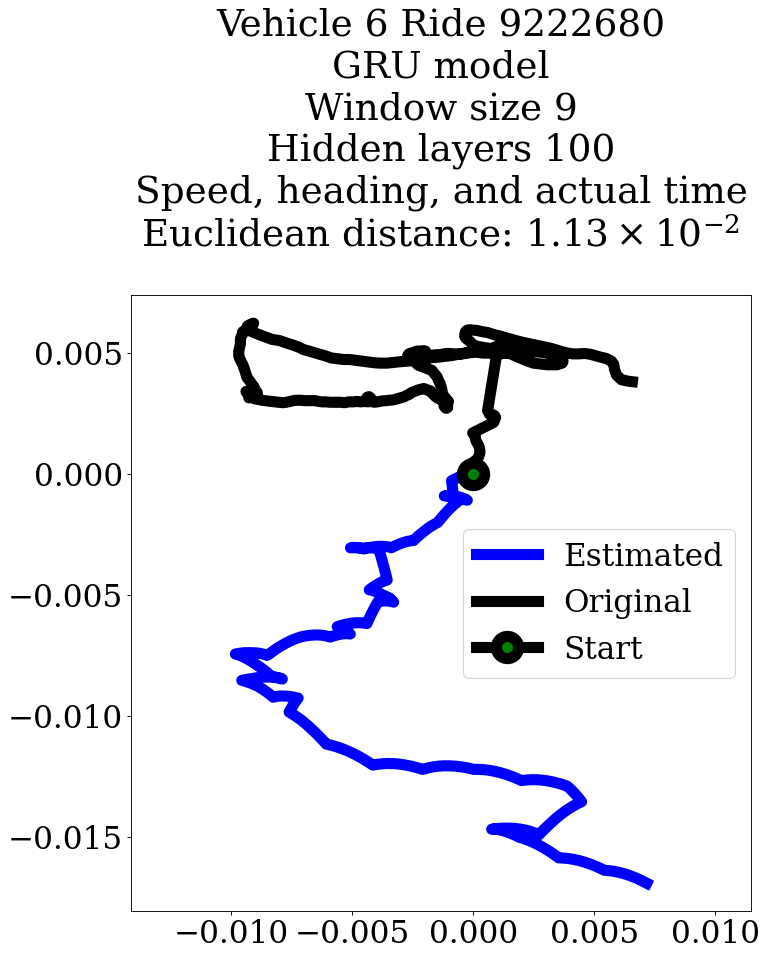 Vehicle 6 Ride 9222680
GRU model
Window size 9
Hidden layers 100
Speed, heading, and actual time
Euclidean distance: 1.13 × 10⁻²
0.005
0.000
−0.005
−0.010
−0.015
Estimated
Original
Start
−0.010 −0.005 0.000 0.005 0.010